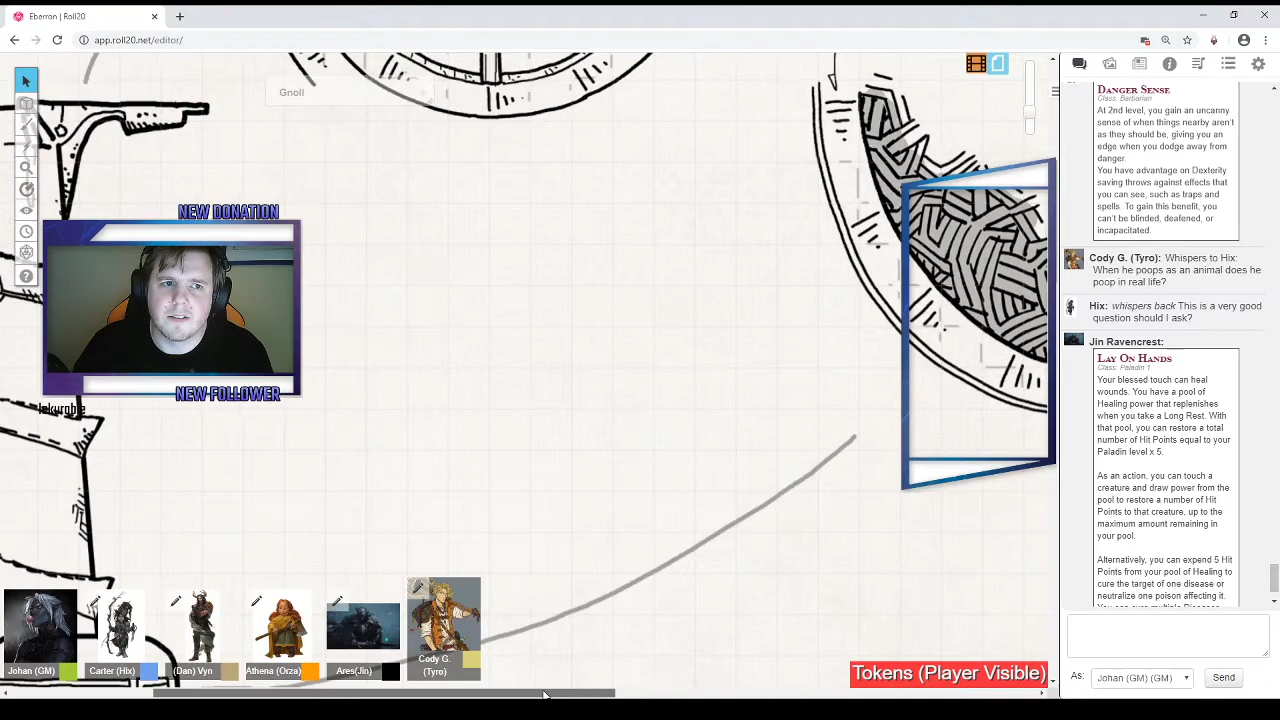 Eberron | Roll20
app.roll20.net/editor/
Gnoll
NEW DONATION
NEW FOLLOWER
lekurable
Johan (GM)
Carter (Hix)
(Dan) Vyn
Athena (Orza)
Ares(Jin)
Cody G.
(Tyro)
Tokens (Player Visible)
DANGER SENSE
Class: Barbarian
At 2nd level, you gain an uncanny
sense of when things nearby aren't
as they should be, giving you an
edge when you dodge away from
danger.
You have advantage on Dexterity
saving throws against effects that
you can see, such as traps and
spells. To gain this benefit, you
can't be blinded, deafened, or
incapacitated.
Cody G. (Tyro): Whispers to Hix:
When he poops as an animal does he
poop in real life?
Hix: whispers back This is a very good
question should I ask?
Jin Ravencrest:
LAY ON HANDS
Class: Paladin 1
Your blessed touch can heal
wounds. You have a pool of
Healing power that replenishes
when you take a Long Rest. With
that pool, you can restore a total
number of Hit Points equal to your
Paladin level x 5.
As an action, you can touch a
creature and draw power from the
pool to restore a number of Hit
Points to that creature, up to the
maximum amount remaining in
your pool.
Alternatively, you can expend 5 Hit
Points from your pool of Healing to
cure the target of one disease or
neutralize one poison affecting it.
You can cure multiple Diseases
As:
Johan (GM) (GM)
Send